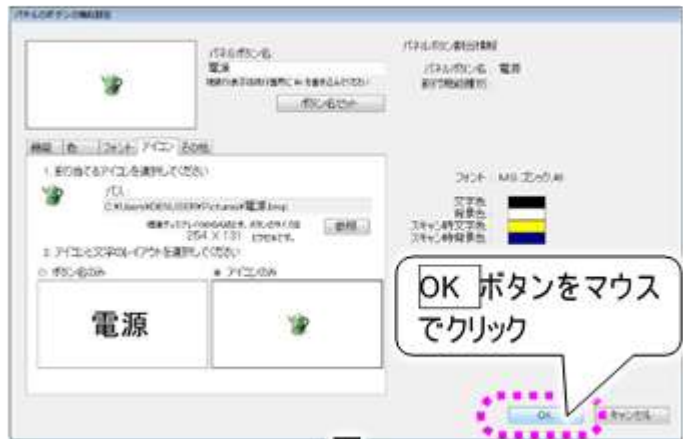 パネルのボタンの機能設定
パネルボタン名
電源
ボタン名セット
パネルボタン割付情報
パネルボタン名 電源
機能 色 フォント アイコン その他
1. 割り当てるアイコンを選択してください
パス:
参照
254 X 131 ピクセルです。
2. アイコンと文字のレイアウトを選択してください
ボタン名のみ
アイコンのみ
電源
フォント MS ゴシック,48
文字色
背景色
スキャン時文字色
スキャン時背景色
OK ボタンをマウス
でクリック
OK
キャンセル